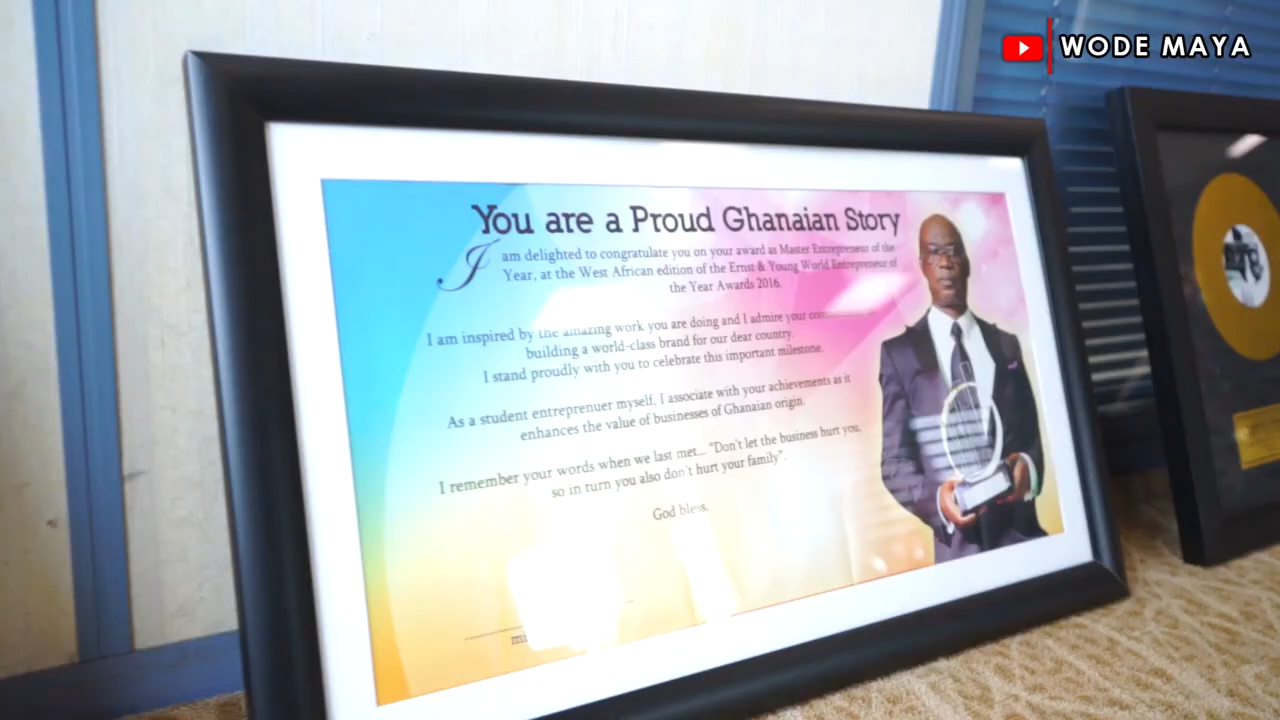 WODE MAYA
You are a Proud Ghanaian Story
I am delighted to congratulate you on your award as Master Entrepreneur of the
Year, at the West African edition of the Ernst & Young World Entrepreneur of
the Year Awards 2016.
I am inspired by the amazing work you are doing and I admire your
building a world-class brand for our dear country.
I stand proudly with you to celebrate this important milestone.
As a student entreprenuer myself, I associate with your achievements as it
enhances the value of businesses of Ghanaian origin.
I remember your words when we last met... "Don't let the business hurt you,
so in turn you also don't hurt your family".
God bless.